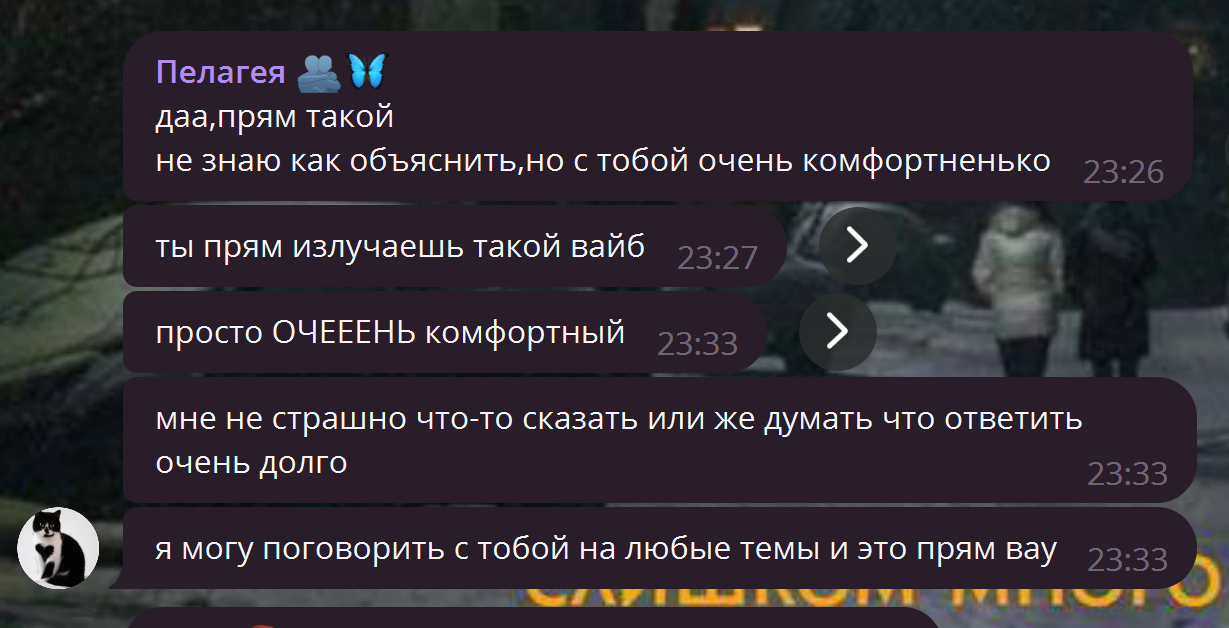 Пелагея 🫂🦋
даа,прям такой
не знаю как объяснить,но с тобой очень комфортненько 23:26
ты прям излучаешь такой вайб 23:27
просто ОЧЕЕЕНЬ комфортный 23:33
мне не страшно что-то сказать или же думать что ответить
очень долго 23:33
я могу поговорить с тобой на любые темы и это прям вау 23:33
СЛИШКОМ МНОГО